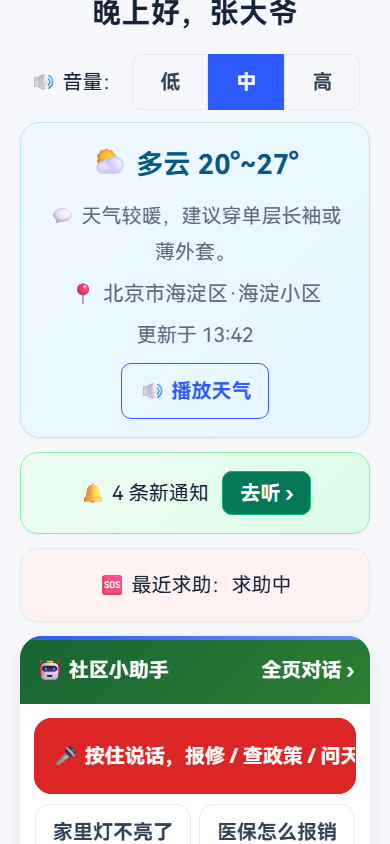 晚上好，张大爷
音量：
低
中
高
多云 20°~27°
天气较暖，建议穿单层长袖或
薄外套。
北京市海淀区·海淀小区
更新于 13:42
播放天气
4 条新通知
去听 ›
SOS
最近求助：求助中
社区小助手
全页对话 ›
按住说话，报修 / 查政策 / 问天
家里灯不亮了
医保怎么报销